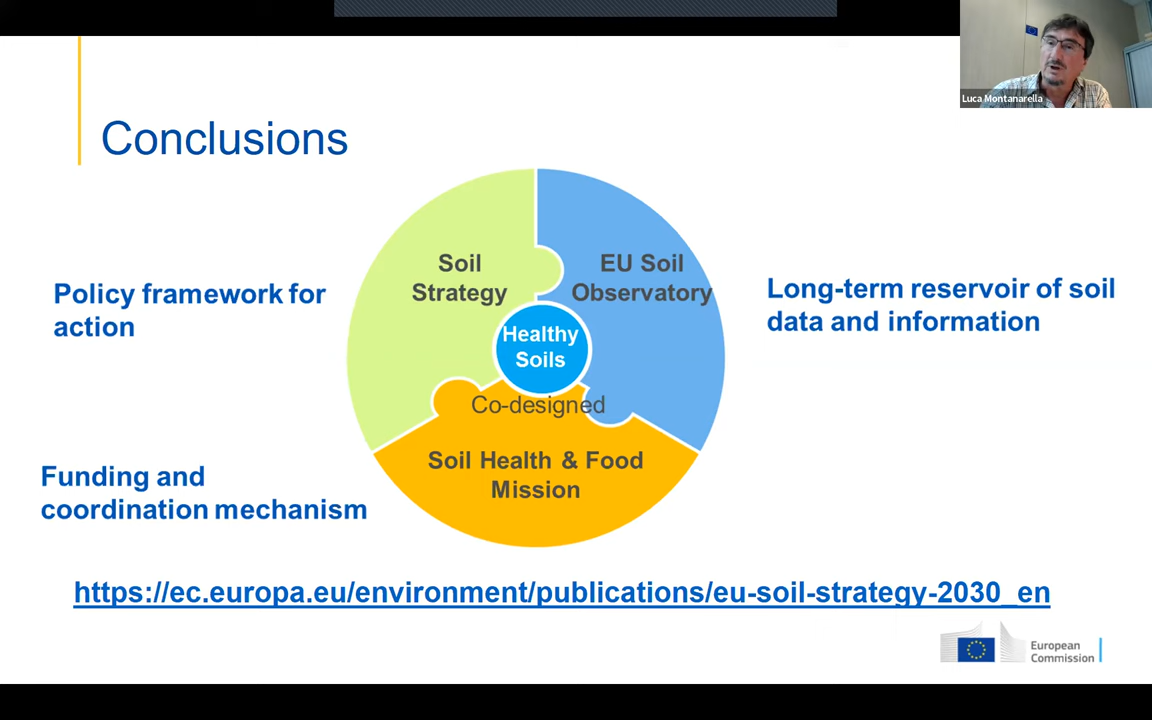 Luca Montanarella
Conclusions
Soil
Strategy
EU Soil
Observatory
Policy framework for
action
Long-term reservoir of soil
data and information
Healthy
Soils
Co-designed
Soil Health & Food
Mission
Funding and
coordination mechanism
https://ec.europa.eu/environment/publications/eu-soil-strategy-2030_en
European
Commission